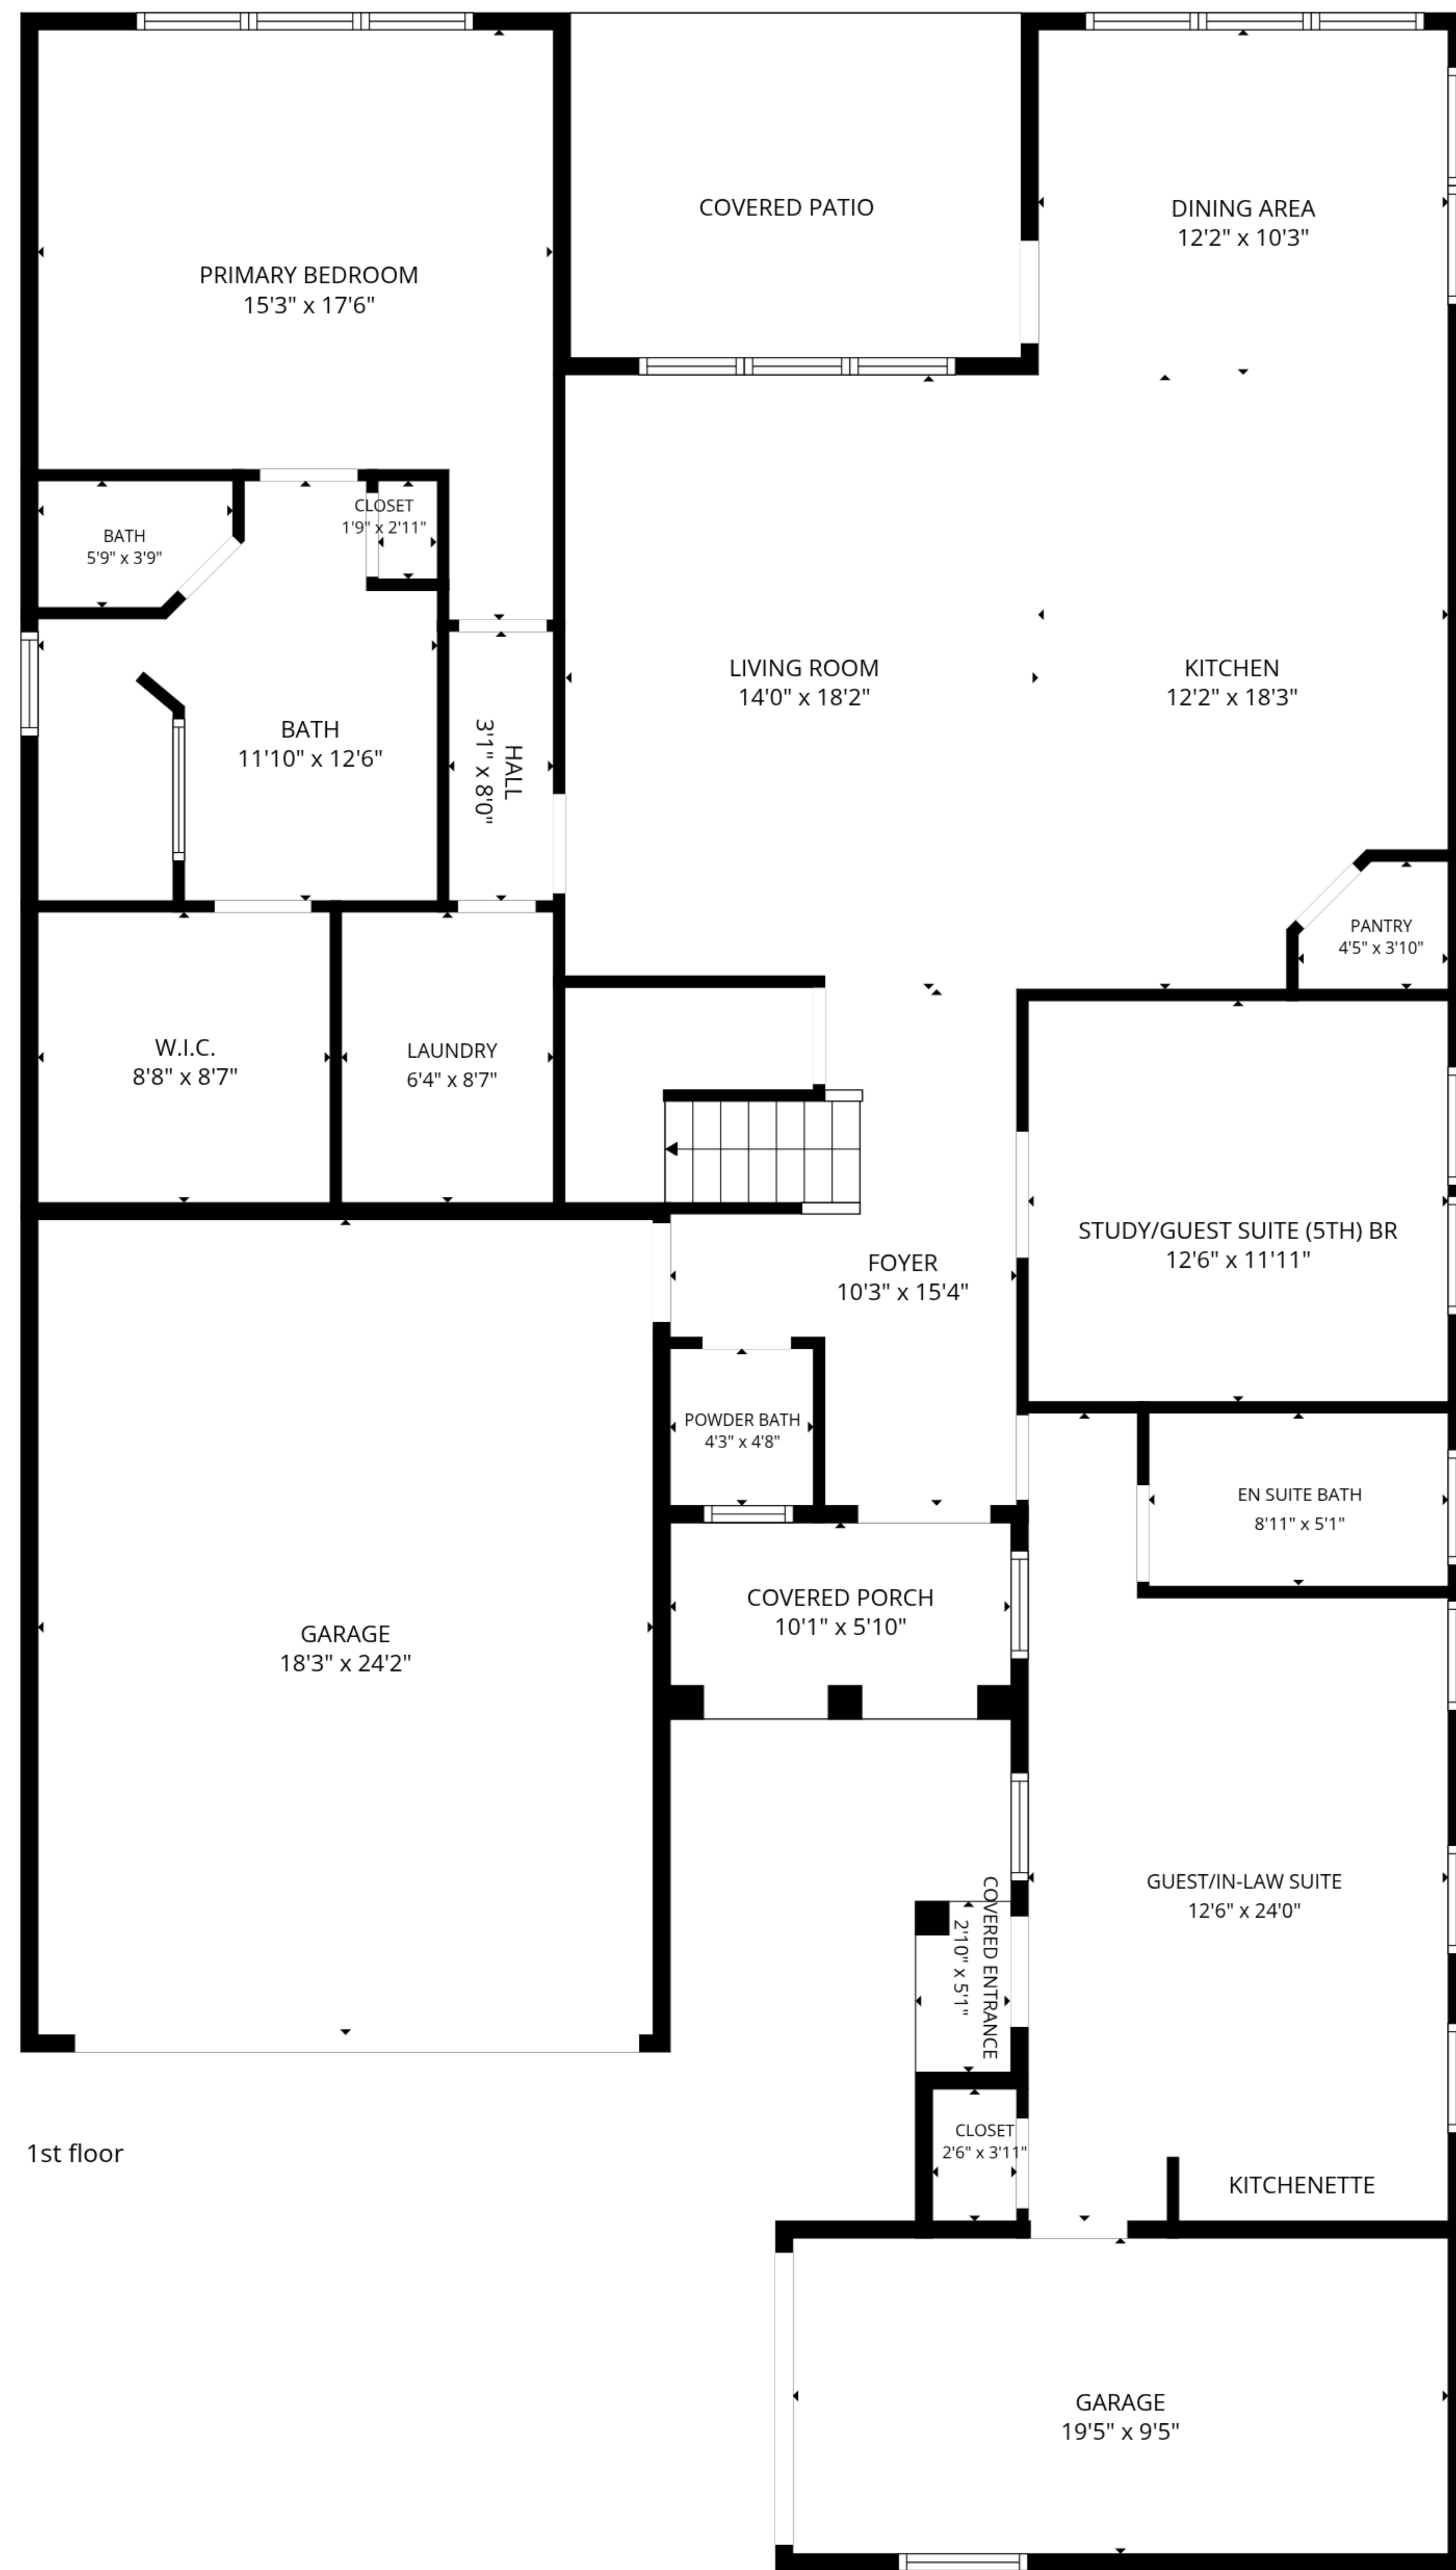 COVERED PATIO
DINING AREA
12'2" x 10'3"
PRIMARY BEDROOM
15'3" x 17'6"
CLOSET
1'9" x 2'11"
BATH
5'9" x 3'9"
LIVING ROOM
14'0" x 18'2"
KITCHEN
12'2" x 18'3"
BATH
11'10" x 12'6"
HALL
3'1" x 8'0"
PANTRY
4'5" x 3'10"
W.I.C.
8'8" x 8'7"
LAUNDRY
6'4" x 8'7"
STUDY/GUEST SUITE (5TH) BR
12'6" x 11'11"
FOYER
10'3" x 15'4"
POWDER BATH
4'3" x 4'8"
EN SUITE BATH
8'11" x 5'1"
COVERED PORCH
10'1" x 5'10"
GARAGE
18'3" x 24'2"
GUEST/IN-LAW SUITE
12'6" x 24'0"
COVERED ENTRANCE
2'10" x 5'1"
CLOSET
2'6" x 3'11"
1st floor
KITCHENETTE
GARAGE
19'5" x 9'5"